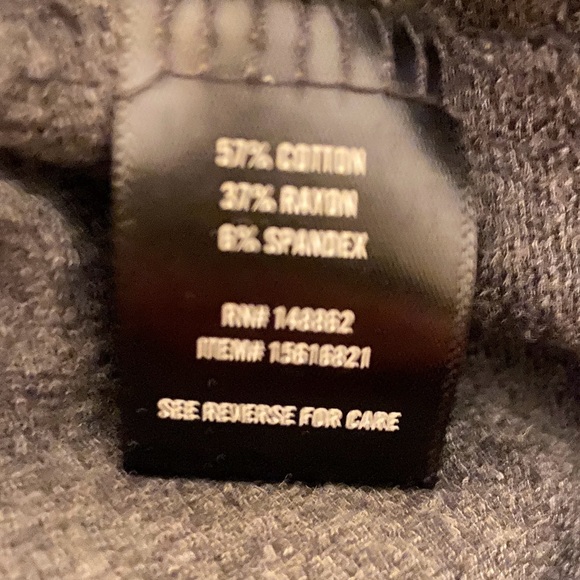 57% COTTON
37% RAYON
6% SPANDEX
RN# 148862
ITEM# 15616821
SEE REVERSE FOR CARE